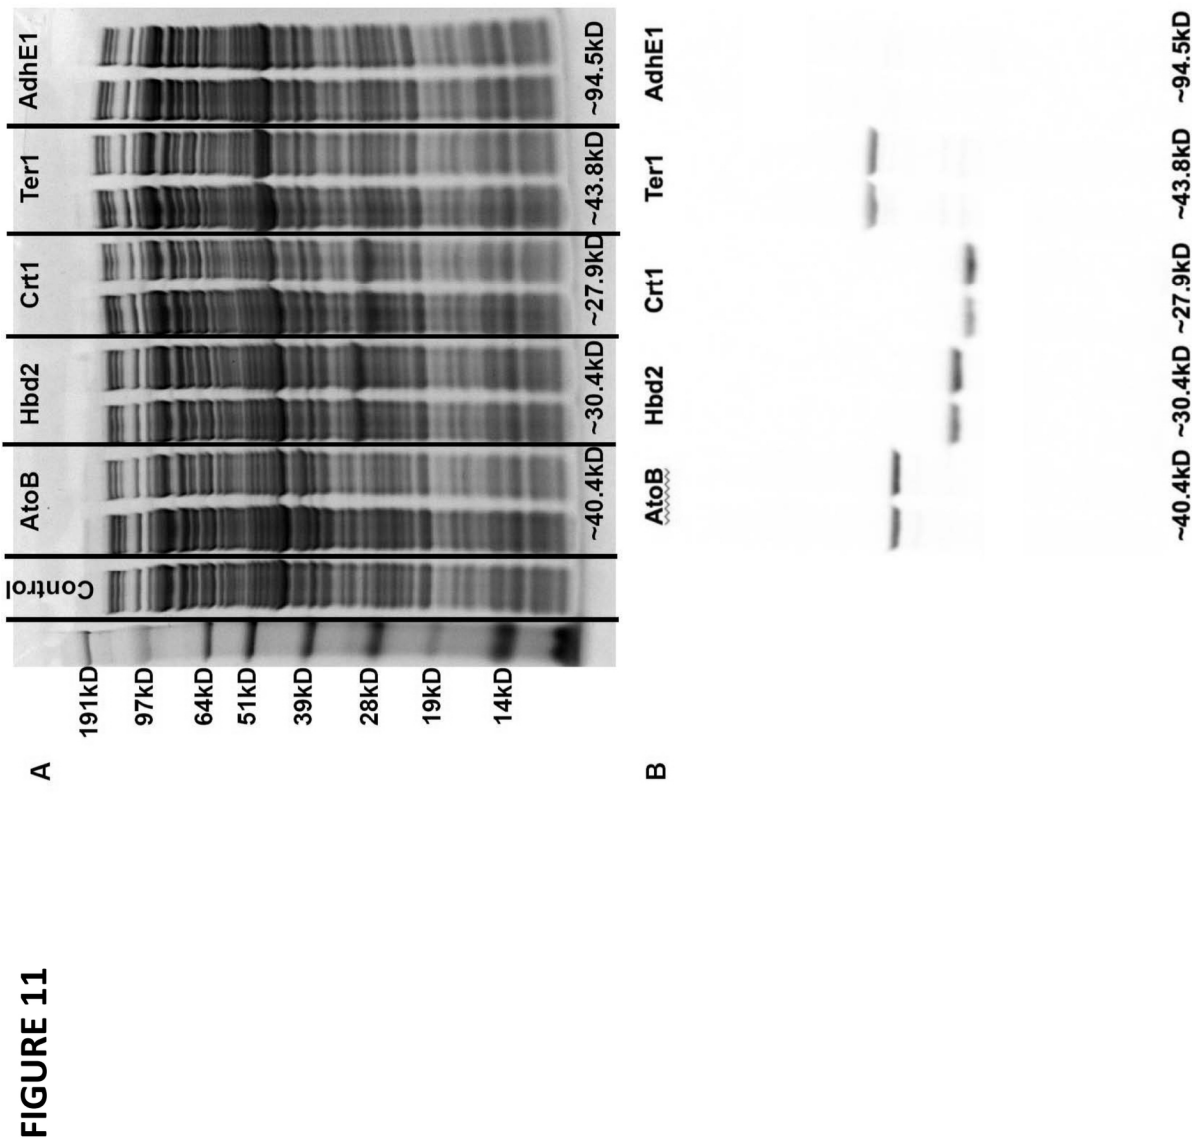 FIGURE 11
A
Control
AtoB
Hbd2
Crt1
Ter1
AdhE1
191kD
97kD
64kD
51kD
39kD
28kD
19kD
14kD
~40.4kD ~30.4kD ~27.9kD ~43.8kD ~94.5kD
B
AtoB
Hbd2
Crt1
Ter1
AdhE1
~40.4kD ~30.4kD ~27.9kD ~43.8kD ~94.5kD